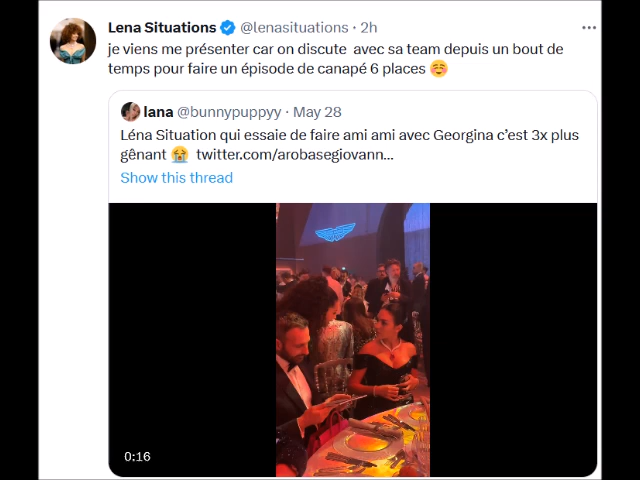 Lena Situations @lenasituations · 2h
je viens me présenter car on discute avec sa team depuis un bout de
temps pour faire un épisode de canapé 6 places ☺️
lana @bunnypuppyy · May 28
Léna Situation qui essaie de faire ami ami avec Georgina c'est 3x plus
gênant 😭 twitter.com/arobasegiovann...
Show this thread
0:16